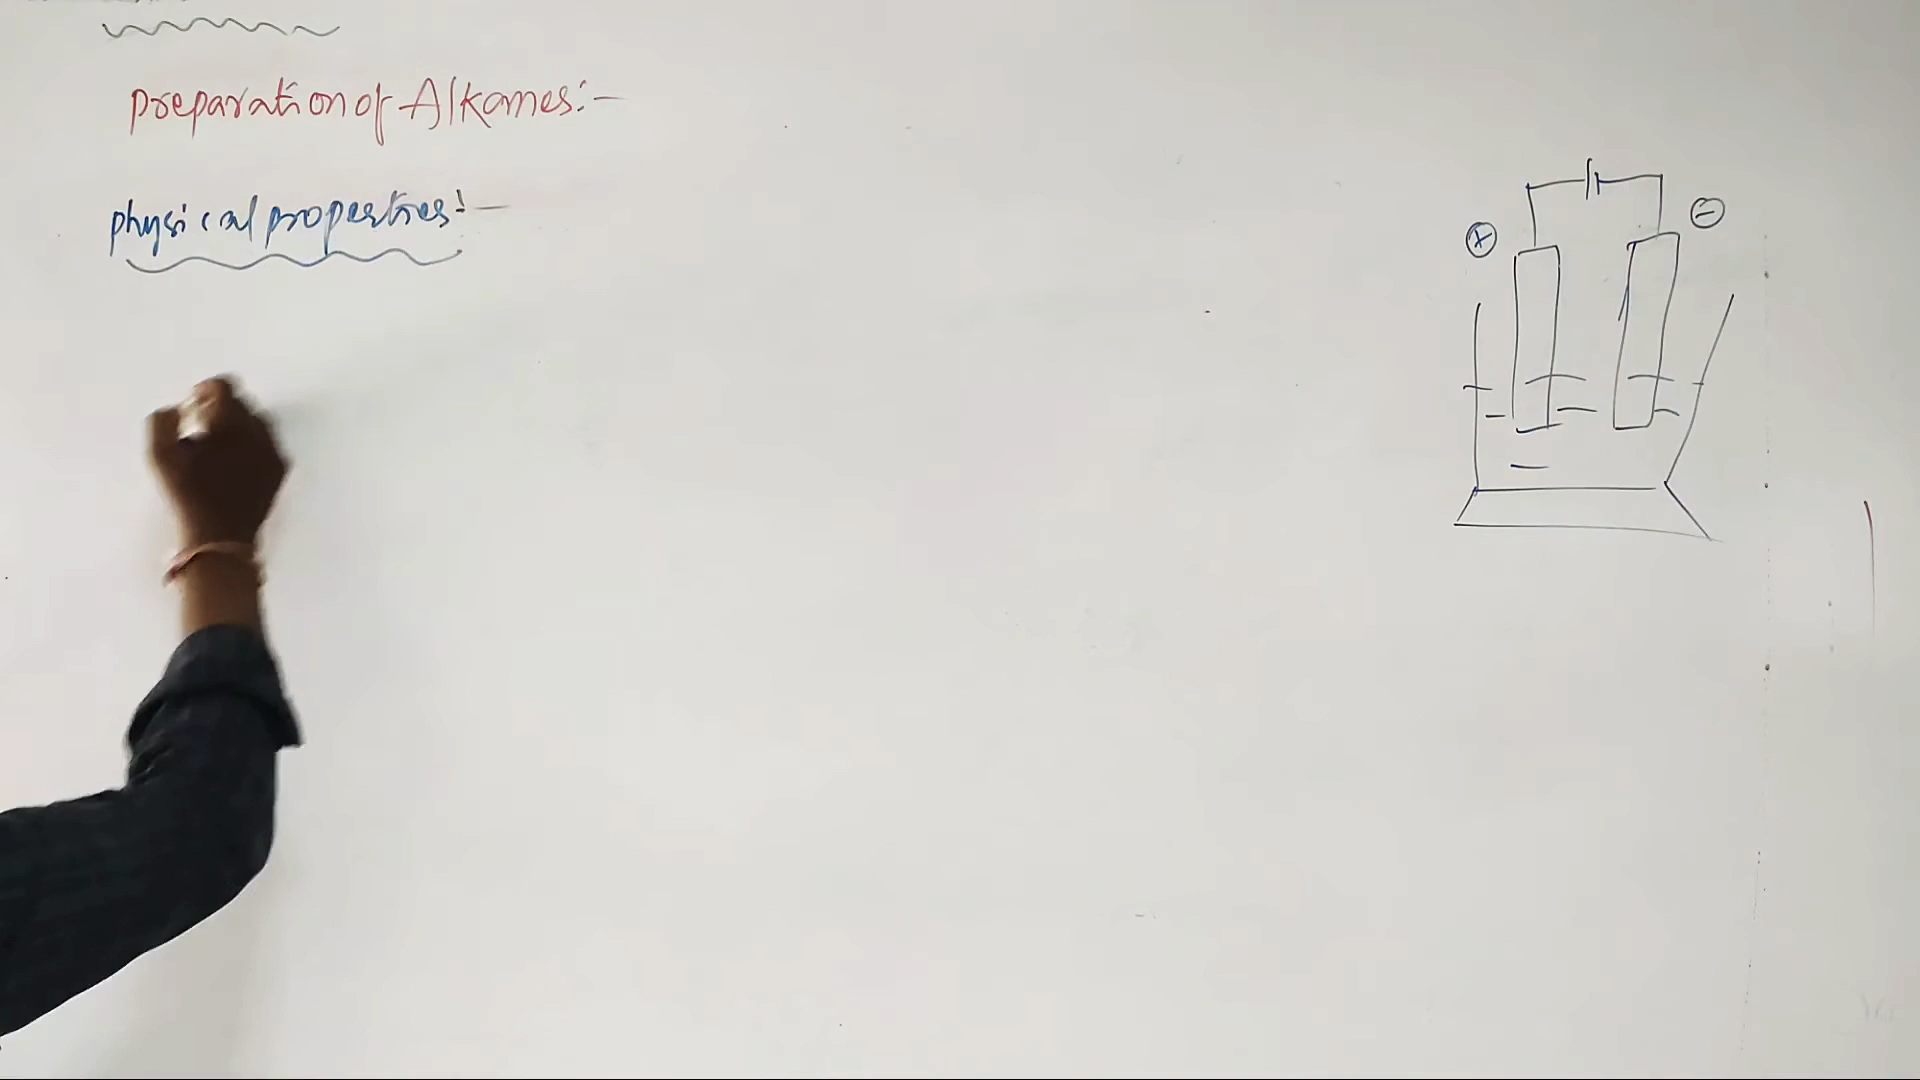 preparation of Alkanes:-
physical properties:-
+
-